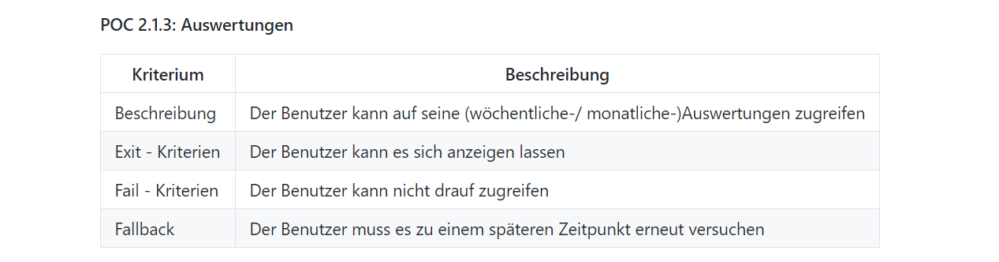 POC 2.1.3: Auswertungen
Kriterium Beschreibung
Beschreibung Der Benutzer kann auf seine (wöchentliche-/ monatliche-)Auswertungen zugreifen
Exit - Kriterien Der Benutzer kann es sich anzeigen lassen
Fail - Kriterien Der Benutzer kann nicht drauf zugreifen
Fallback Der Benutzer muss es zu einem späteren Zeitpunkt erneut versuchen